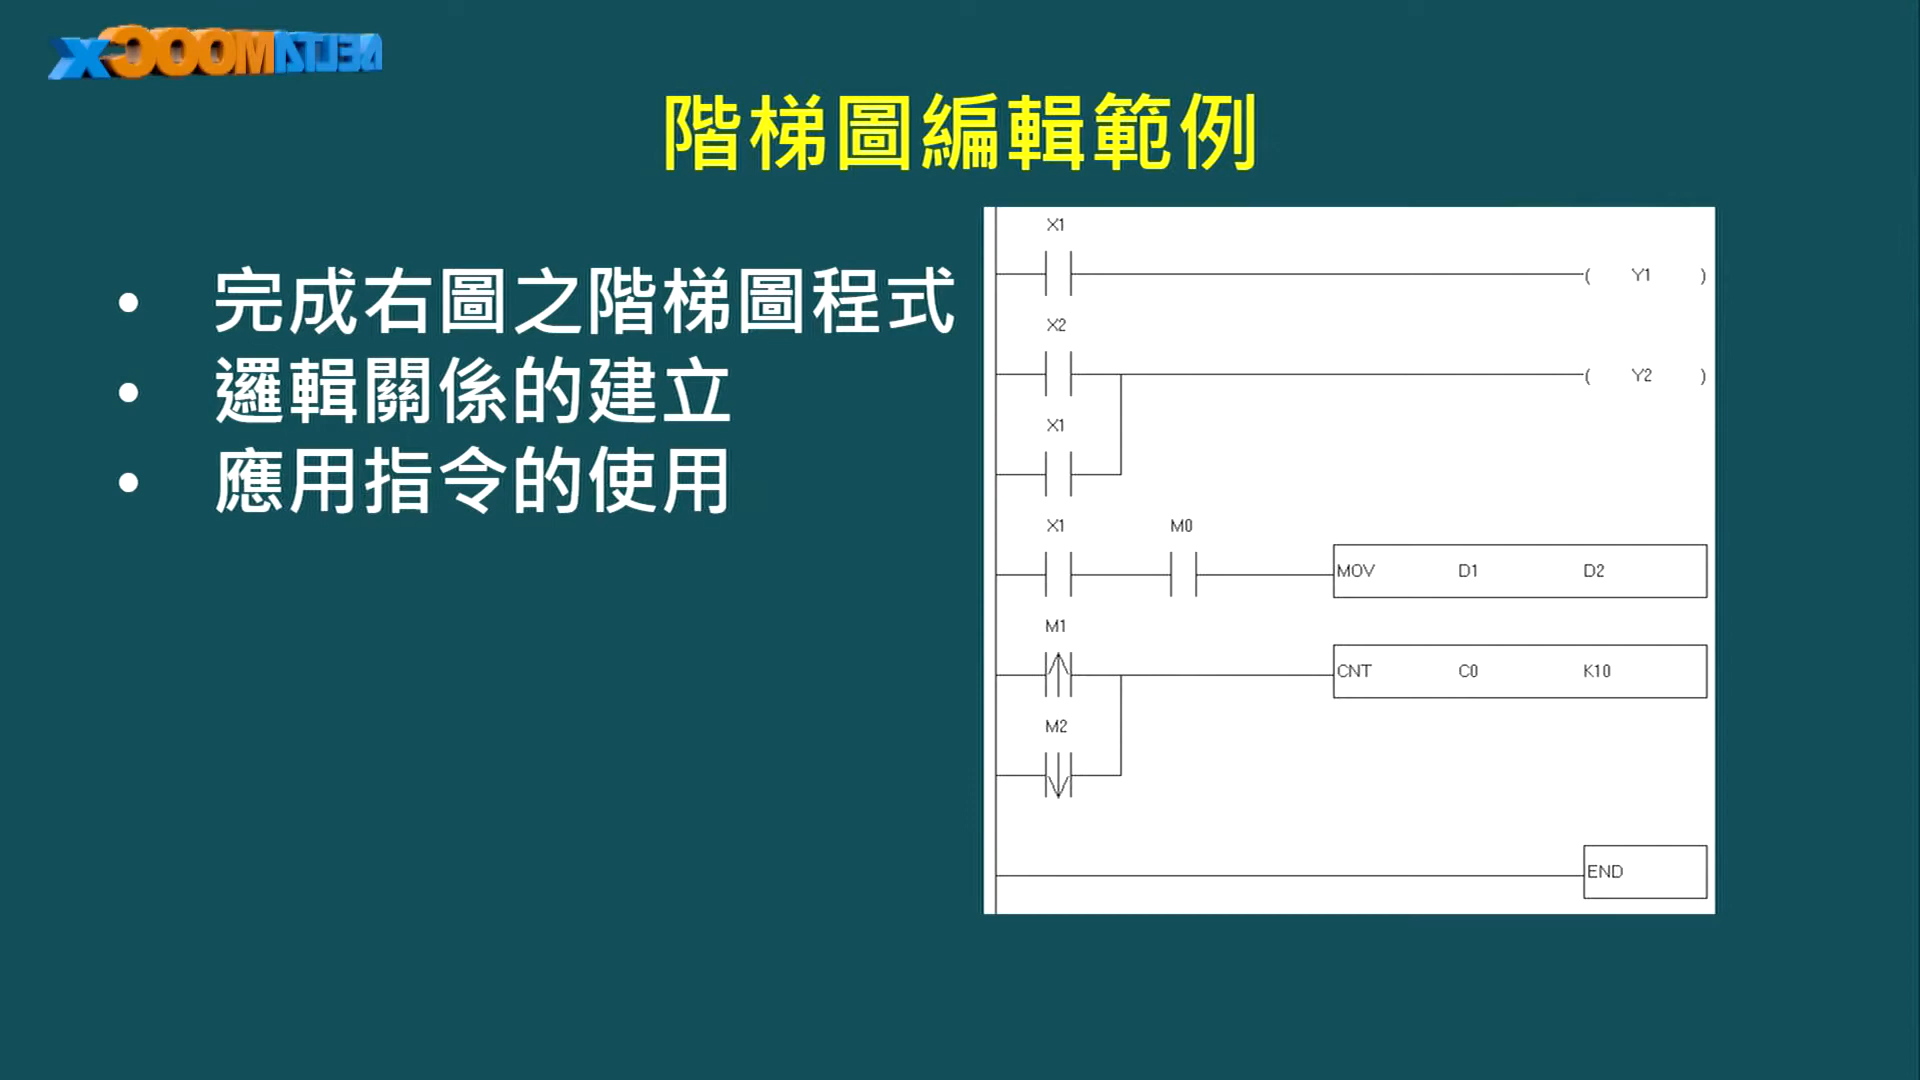 DELTAMOOCx
階梯圖編輯範例
• 完成右圖之階梯圖程式
• 邏輯關係的建立
• 應用指令的使用
X1
( Y1 )
X2
( Y2 )
X1
X1 M0
MOV D1 D2
M1
CNT C0 K10
M2
END